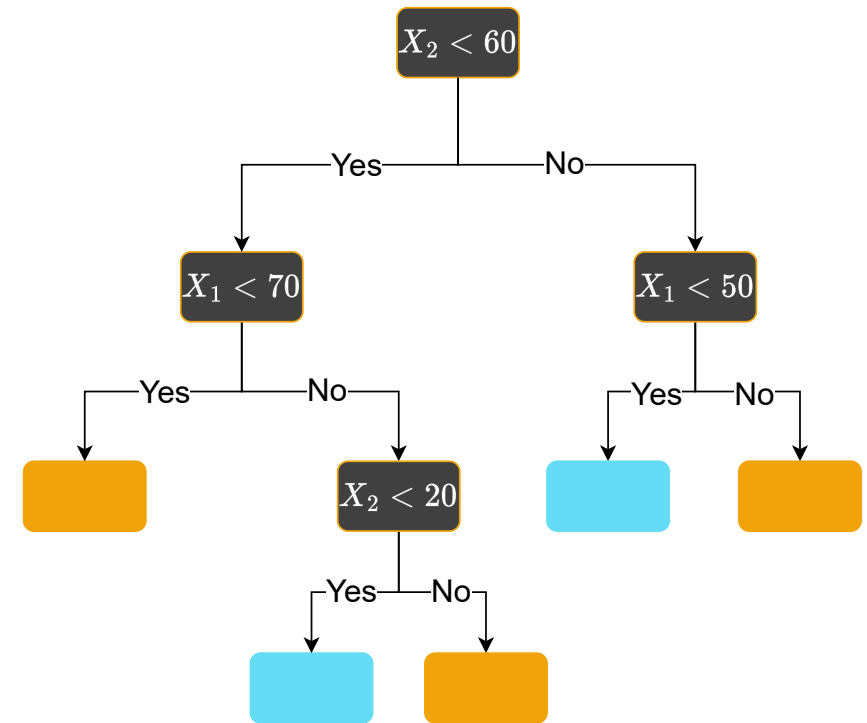 X₂ < 60
Yes
No
X₁ < 70
X₁ < 50
Yes
No
Yes
No
X₂ < 20
Yes
No